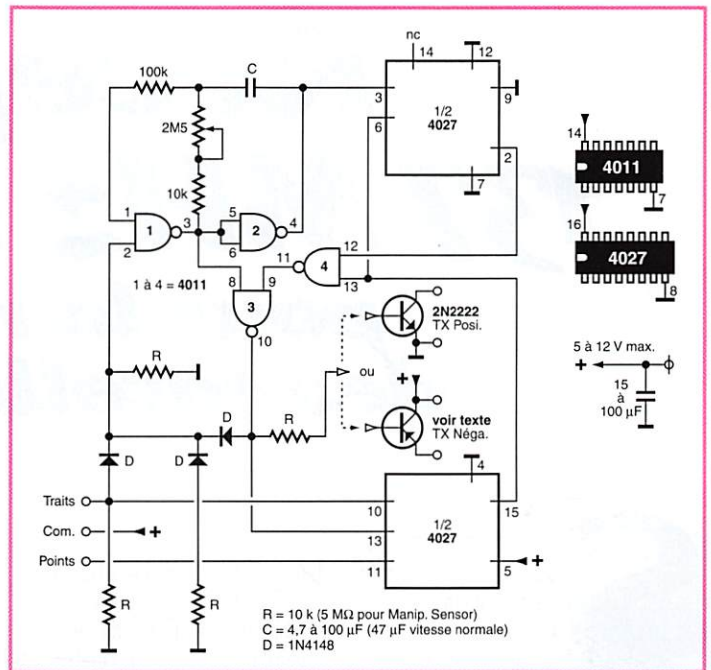 nc
14
12
100k
C
3
1/2
4027
9
6
2
7
2M5
10k
1
2
1
3
5
6
2
4
12
11
4
13
1 à 4 = 4011
8
9
3
10
R
2N2222
TX Posi.
ou
+
voir texte
TX Néga.
R
D
D
D
4
Traits
10
1/2
4027
15
Com.
+
13
Points
11
5
+
R
R
R = 10 k (5 MΩ pour Manip. Sensor)
C = 4,7 à 100 µF (47 µF vitesse normale)
D = 1N4148
14
4011
7
16
4027
8
5 à 12 V max.
+
15
à
100 µF